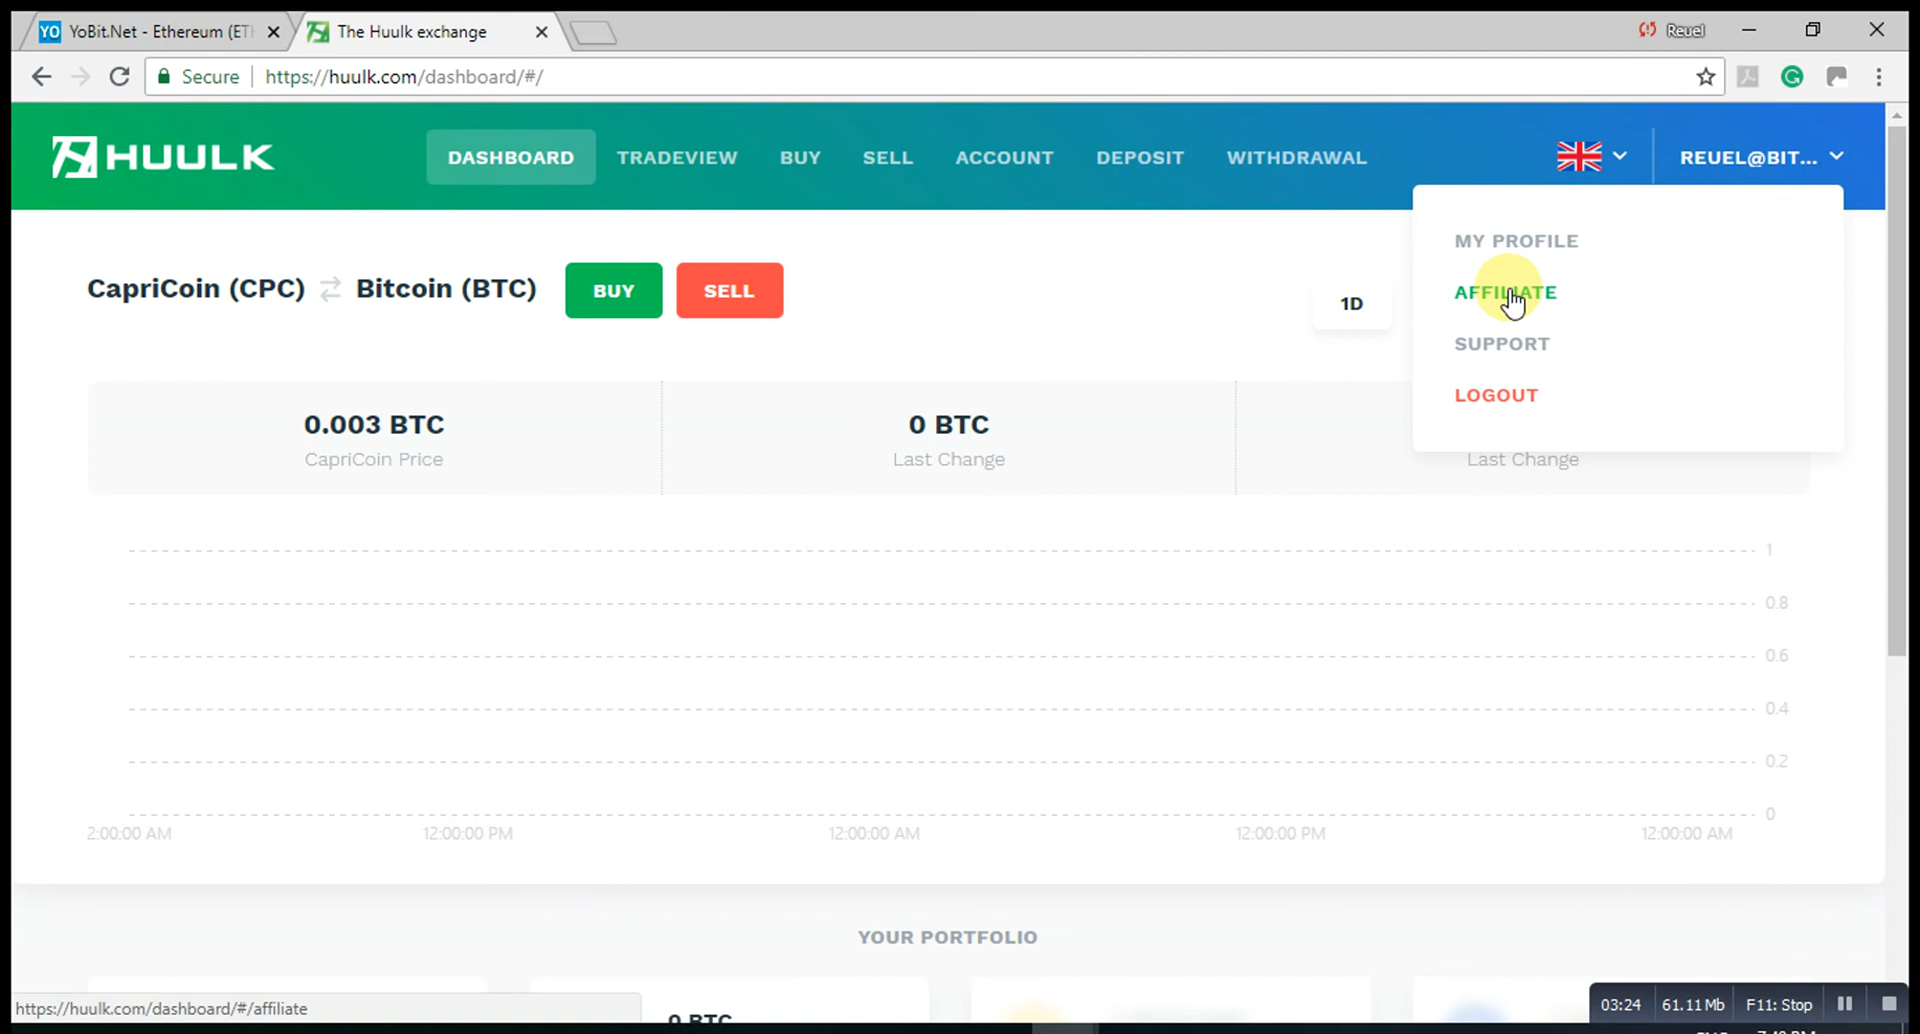 YO YoBit.Net - Ethereum (ET
The Huulk exchange
Reuel
Secure
https://huulk.com/dashboard/#/
HUULK
DASHBOARD
TRADEVIEW
BUY
SELL
ACCOUNT
DEPOSIT
WITHDRAWAL
REUEL@BIT...
MY PROFILE
AFFILIATE
SUPPORT
LOGOUT
CapriCoin (CPC) ⇄ Bitcoin (BTC)
BUY
SELL
1D
0.003 BTC
CapriCoin Price
0 BTC
Last Change
Last Change
1
0.8
0.6
0.4
0.2
0
2:00:00 AM
12:00:00 PM
12:00:00 AM
12:00:00 PM
12:00:00 AM
YOUR PORTFOLIO
https://huulk.com/dashboard/#/affiliate
0 BTC
03:24
61.11 Mb
F11: Stop